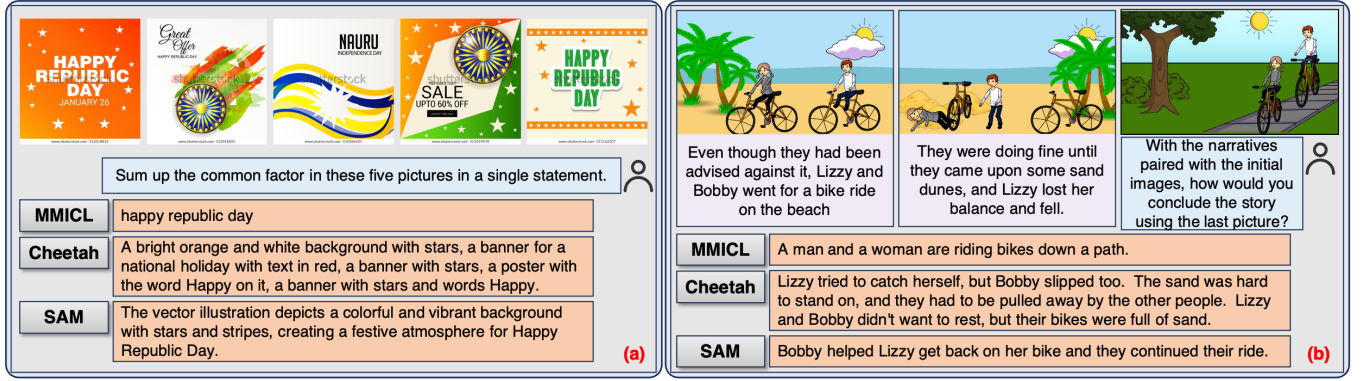 HAPPY
REPUBLIC
DAY
JANUARY 26
Great
Offer
HAPPY REPUBLIC DAY
shutterstock
NAURU
INDEPENDENCE DAY
shutterstock
SALE
UPTO 60% OFF
HAPPY
REPUBLIC
DAY
Sum up the common factor in these five pictures in a single statement.
MMICL
happy republic day
Cheetah
A bright orange and white background with stars, a banner for a
national holiday with text in red, a banner with stars, a poster with
the word Happy on it, a banner with stars and words Happy.
SAM
The vector illustration depicts a colorful and vibrant background
with stars and stripes, creating a festive atmosphere for Happy
Republic Day.
(a)
Even though they had been
advised against it, Lizzy and
Bobby went for a bike ride
on the beach
They were doing fine until
they came upon some sand
dunes, and Lizzy lost her
balance and fell.
With the narratives
paired with the initial
images, how would you
conclude the story
using the last picture?
MMICL
A man and a woman are riding bikes down a path.
Cheetah
Lizzy tried to catch herself, but Bobby slipped too. The sand was hard
to stand on, and they had to be pulled away by the other people. Lizzy
and Bobby didn't want to rest, but their bikes were full of sand.
SAM
Bobby helped Lizzy get back on her bike and they continued their ride.
(b)